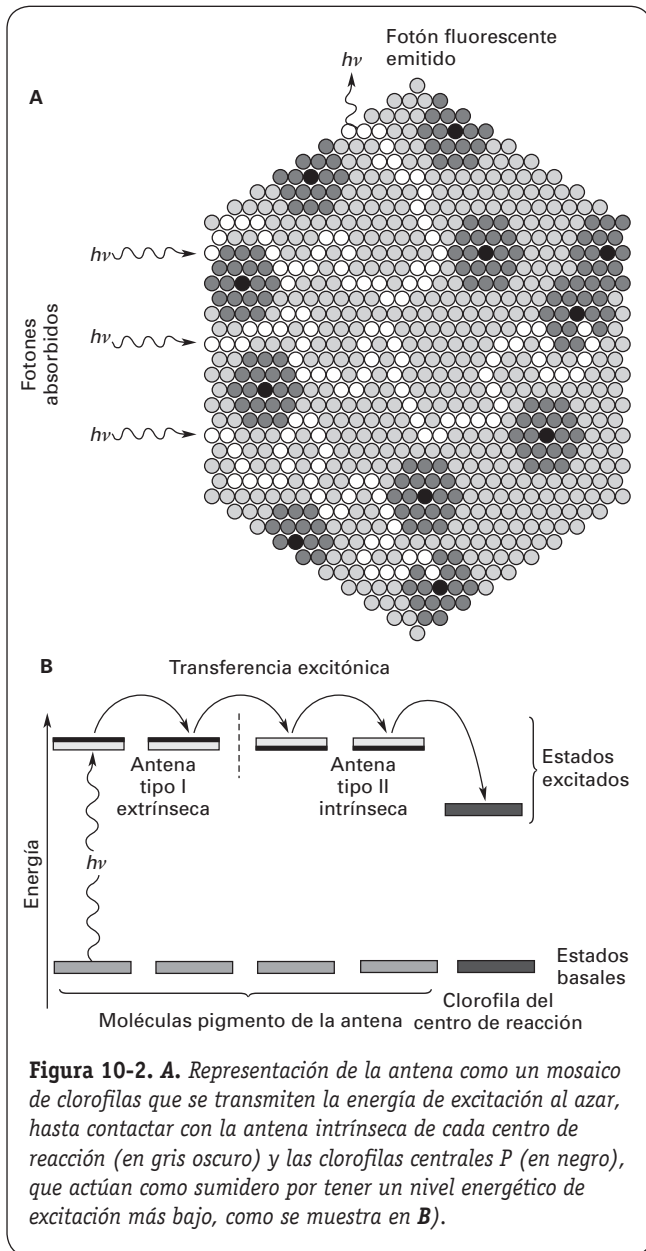 Fotón fluorescente
emitido
hν
A
hν
hν
hν
Fotones
absorbidos
B
Transferencia excitónica
Antena
tipo I
extrínseca
Antena
tipo II
intrínseca
Estados
excitados
Energía
hν
Estados
basales
Moléculas pigmento de la antena
Clorofila del
centro de reacción
Figura 10-2. A. Representación de la antena como un mosaico
de clorofilas que se transmiten la energía de excitación al azar,
hasta contactar con la antena intrínseca de cada centro de
reacción (en gris oscuro) y las clorofilas centrales P (en negro),
que actúan como sumidero por tener un nivel energético de
excitación más bajo, como se muestra en B).